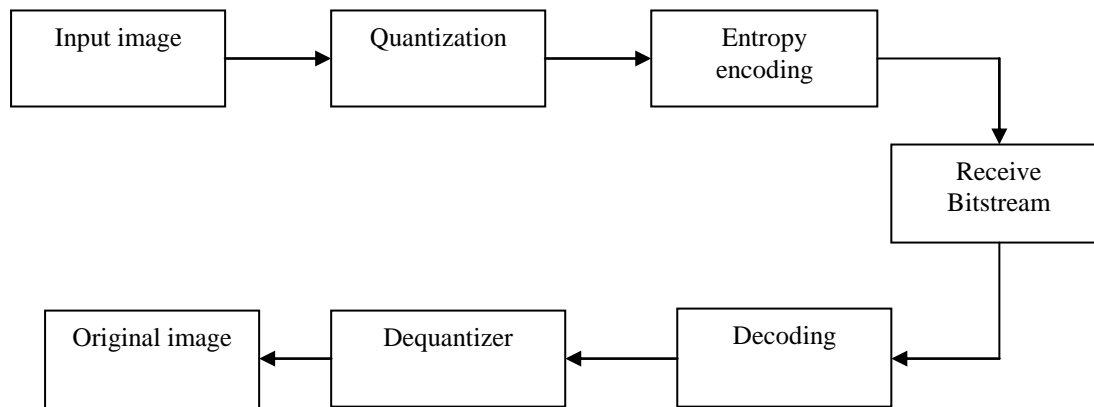 Input image
Quantization
Entropy
encoding
Receive
Bitstream
Original image
Dequantizer
Decoding